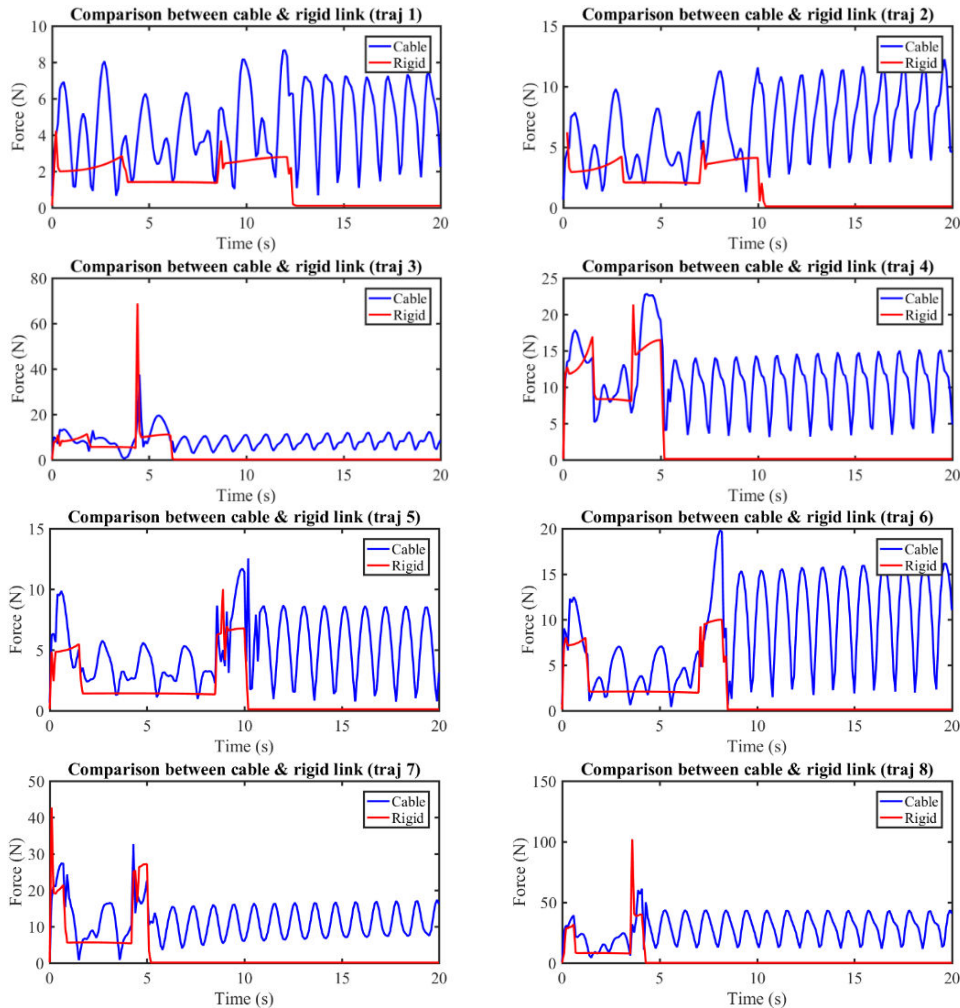 Comparison between cable & rigid link (traj 1)
10
8
6
4
2
0
Force (N)
Cable
Rigid
0 5 10 15 20
Time (s)
Comparison between cable & rigid link (traj 2)
15
10
5
0
Force (N)
Cable
Rigid
0 5 10 15 20
Time (s)
Comparison between cable & rigid link (traj 3)
80
60
40
20
0
Force (N)
Cable
Rigid
0 5 10 15 20
Time (s)
Comparison between cable & rigid link (traj 4)
25
20
15
10
5
0
Force (N)
Cable
Rigid
0 5 10 15 20
Time (s)
Comparison between cable & rigid link (traj 5)
15
10
5
0
Force (N)
Cable
Rigid
0 5 10 15 20
Time (s)
Comparison between cable & rigid link (traj 6)
20
15
10
5
0
Force (N)
Cable
Rigid
0 5 10 15 20
Time (s)
Comparison between cable & rigid link (traj 7)
50
40
30
20
10
0
Force (N)
Cable
Rigid
0 5 10 15 20
Time (s)
Comparison between cable & rigid link (traj 8)
150
100
50
0
Force (N)
Cable
Rigid
0 5 10 15 20
Time (s)